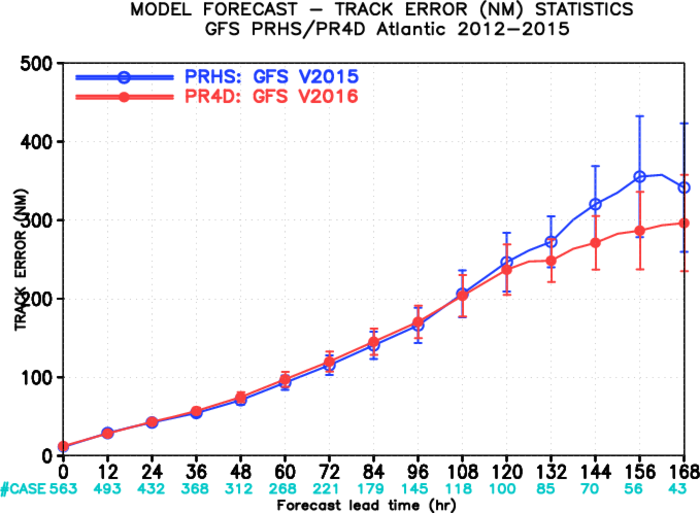 MODEL FORECAST – TRACK ERROR (NM) STATISTICS
GFS PRHS/PR4D Atlantic 2012–2015
PRHS: GFS V2015
PR4D: GFS V2016
TRACK ERROR (NM)
500
400
300
200
100
0
0 12 24 36 48 60 72 84 96 108 120 132 144 156 168
#CASE 563 493 432 368 312 268 221 179 145 118 100 85 70 56 43
Forecast lead time (hr)